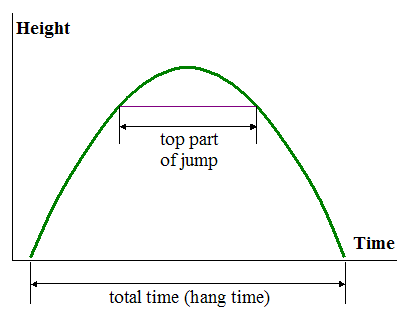 Height
top part
of jump
Time
total time (hang time)